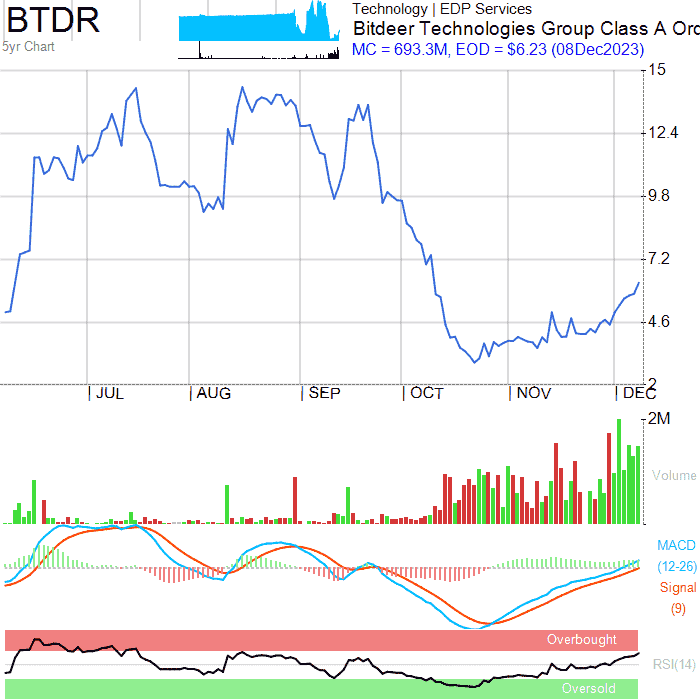 BTDR
5yr Chart
Technology | EDP Services
Bitdeer Technologies Group Class A Ord
MC = 693.3M, EOD = $6.23 (08Dec2023)
15
12.4
9.8
7.2
4.6
2
JUL AUG SEP OCT NOV DEC
2M
Volume
MACD
(12-26)
Signal
(9)
Overbought
RSI(14)
Oversold